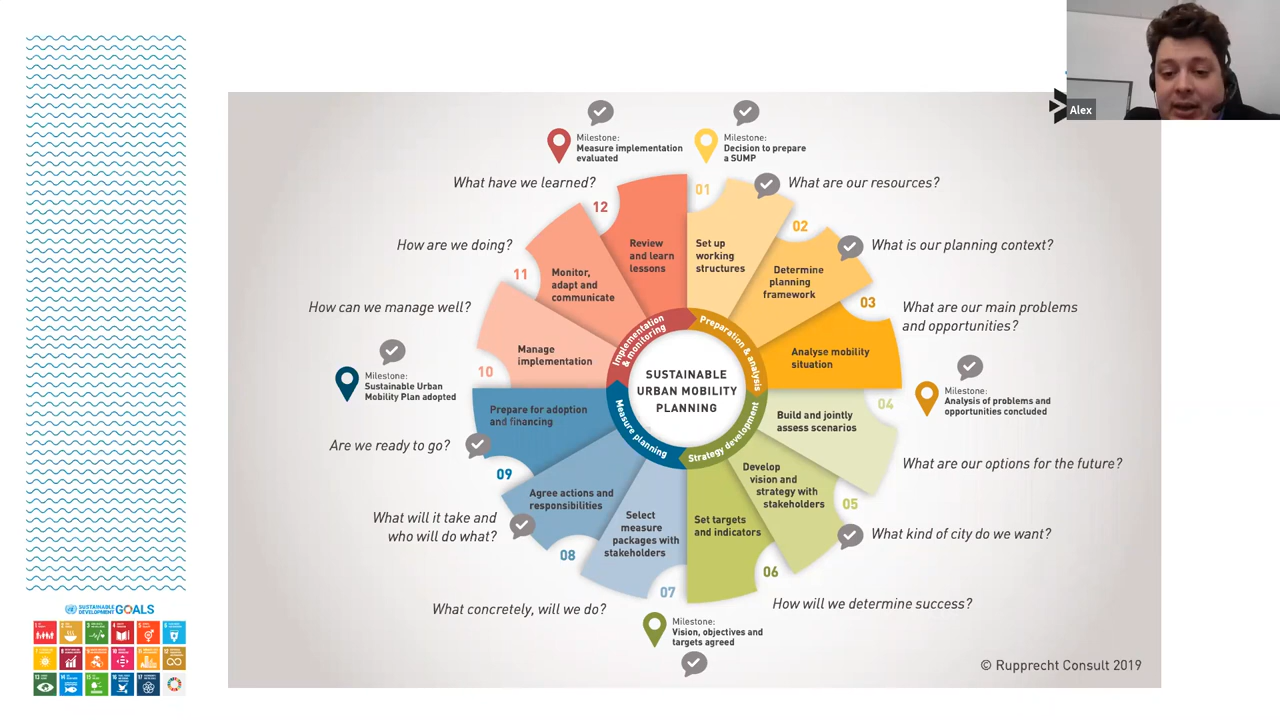 Alex
Milestone:
Measure implementation
evaluated
Milestone:
Decision to prepare
a SUMP
What have we learned?
12
01
What are our resources?
Review
and learn
lessons
Set up
working
structures
02
What is our planning context?
Determine
planning
framework
How are we doing?
11
Monitor,
adapt and
communicate
03
What are our main problems
and opportunities?
Analyse mobility
situation
How can we manage well?
Manage
implementation
10
Milestone:
Sustainable Urban
Mobility Plan adopted
Milestone:
Analysis of problems and
opportunities concluded
Implementation
& monitoring
Preparation & analysis
SUSTAINABLE
URBAN MOBILITY
PLANNING
Measure planning
Strategy development
04
Build and jointly
assess scenarios
What are our options for the future?
Prepare for adoption
and financing
Are we ready to go?
09
05
Develop
vision and
strategy with
stakeholders
What kind of city do we want?
Agree actions and
responsibilities
What will it take and
who will do what?
08
Set targets
and indicators
06
How will we determine success?
Select
measure
packages with
stakeholders
07
What concretely, will we do?
Milestone:
Vision, objectives and
targets agreed
© Rupprecht Consult 2019
SUSTAINABLE
DEVELOPMENT
GOALS